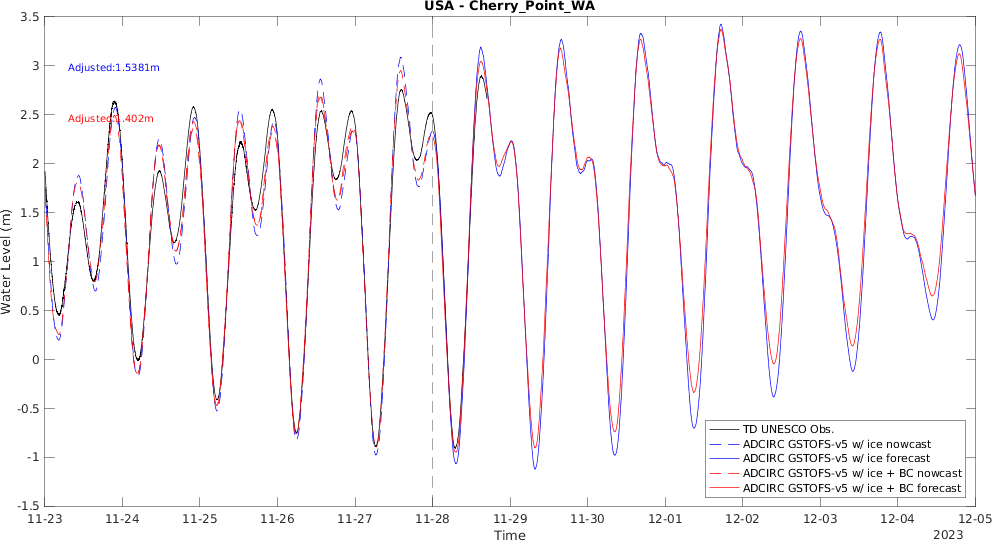 USA - Cherry_Point_WA
3.5
3
2.5
2
1.5
1
0.5
0
-0.5
-1
-1.5
Water Level (m)
Adjusted:1.5381m
Adjusted:1.402m
TD UNESCO Obs.
ADCIRC GSTOFS-v5 w/ ice nowcast
ADCIRC GSTOFS-v5 w/ ice forecast
ADCIRC GSTOFS-v5 w/ ice + BC nowcast
ADCIRC GSTOFS-v5 w/ ice + BC forecast
11-23 11-24 11-25 11-26 11-27 11-28 11-29 11-30 12-01 12-02 12-03 12-04 12-05
Time
2023